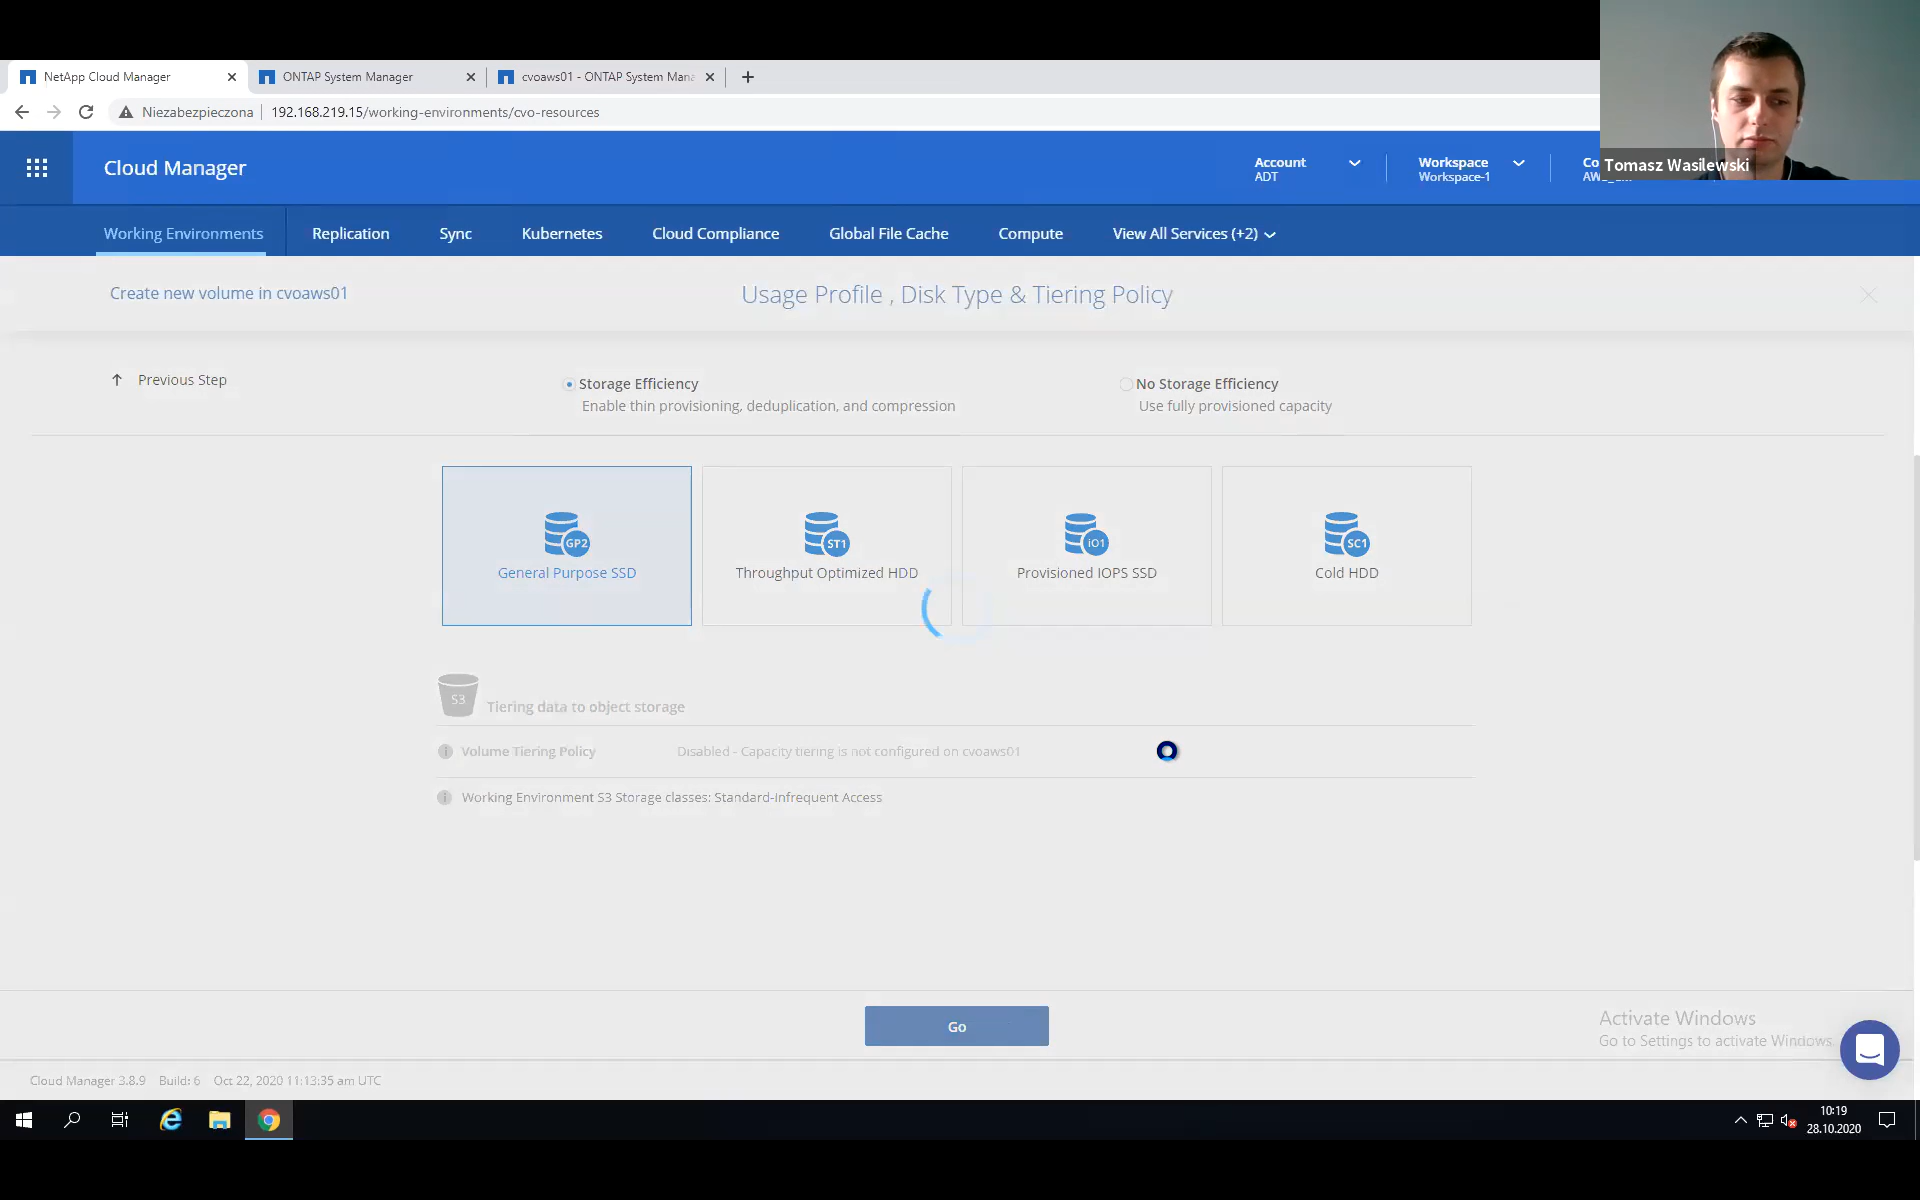 NetApp Cloud Manager
ONTAP System Manager
cvoaws01 - ONTAP System Mana
Niezabezpieczona
192.168.219.15/working-environments/cvo-resources
Tomasz Wasilewski
Cloud Manager
Account
ADT
Workspace
Workspace-1
Co
Working Environments
Replication
Sync
Kubernetes
Cloud Compliance
Global File Cache
Compute
View All Services (+2)
Create new volume in cvoaws01
Usage Profile , Disk Type & Tiering Policy
Previous Step
Storage Efficiency
Enable thin provisioning, deduplication, and compression
No Storage Efficiency
Use fully provisioned capacity
GP2
General Purpose SSD
ST1
Throughput Optimized HDD
iO1
Provisioned IOPS SSD
SC1
Cold HDD
S3
Tiering data to object storage
Volume Tiering Policy
Disabled - Capacity tiering is not configured on cvoaws01
Working Environment S3 Storage classes: Standard-Infrequent Access
Go
Activate Windows
Go to Settings to activate Windows.
Cloud Manager 3.8.9 Build: 6 Oct 22, 2020 11:13:35 am UTC
10:19
28.10.2020